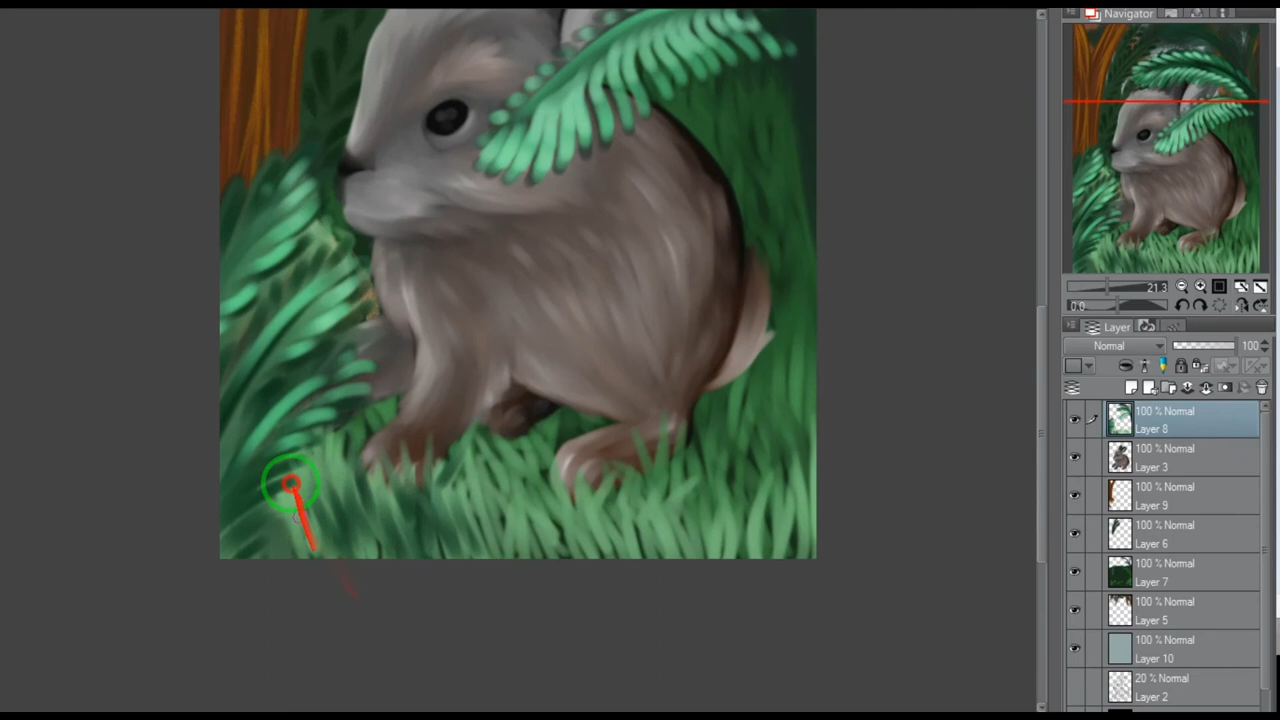 Navigator
21.3
0.0
Layer
Normal
100
100 % Normal
Layer 8
100 % Normal
Layer 3
100 % Normal
Layer 9
100 % Normal
Layer 6
100 % Normal
Layer 7
100 % Normal
Layer 5
100 % Normal
Layer 10
20 % Normal
Layer 2